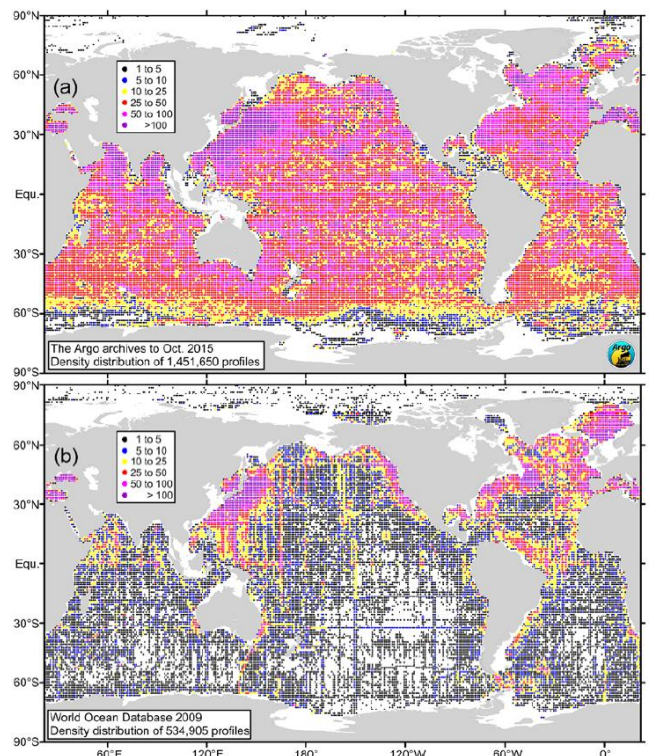 90°N
60°N
30°N
Equ.
30°S
60°S
90°S
(a)
1 to 5
5 to 10
10 to 25
25 to 50
50 to 100
>100
The Argo archives to Oct. 2015
Density distribution of 1,451,650 profiles
Argo
90°N
60°N
30°N
Equ.
30°S
60°S
90°S
(b)
1 to 5
5 to 10
10 to 25
25 to 50
50 to 100
> 100
World Ocean Database 2009
Density distribution of 534,905 profiles
60°E 120°E 180° 120°W 60°W 0°